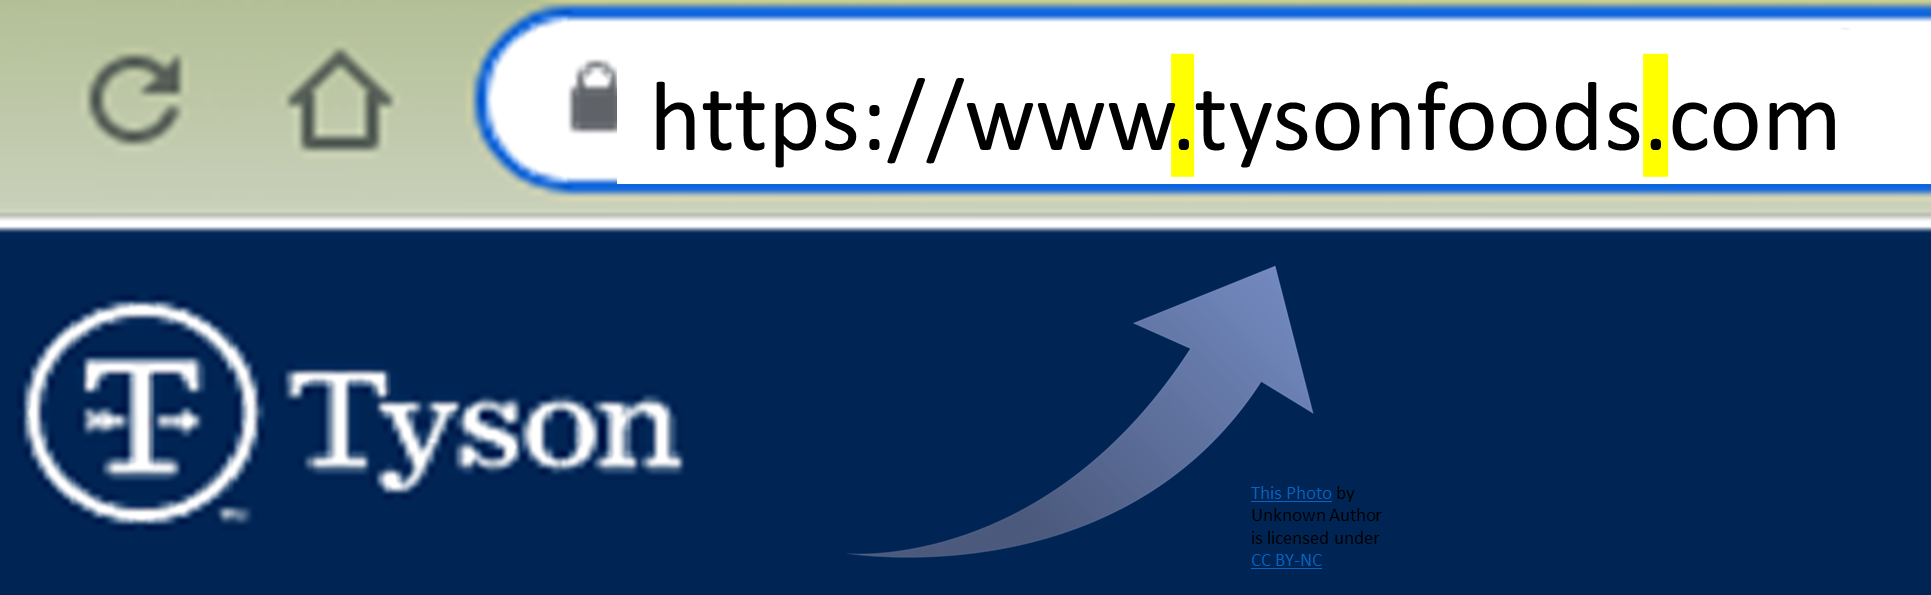 https://www.tysonfoods.com
T Tyson
This Photo by
Unknown Author
is licensed under
CC BY-NC